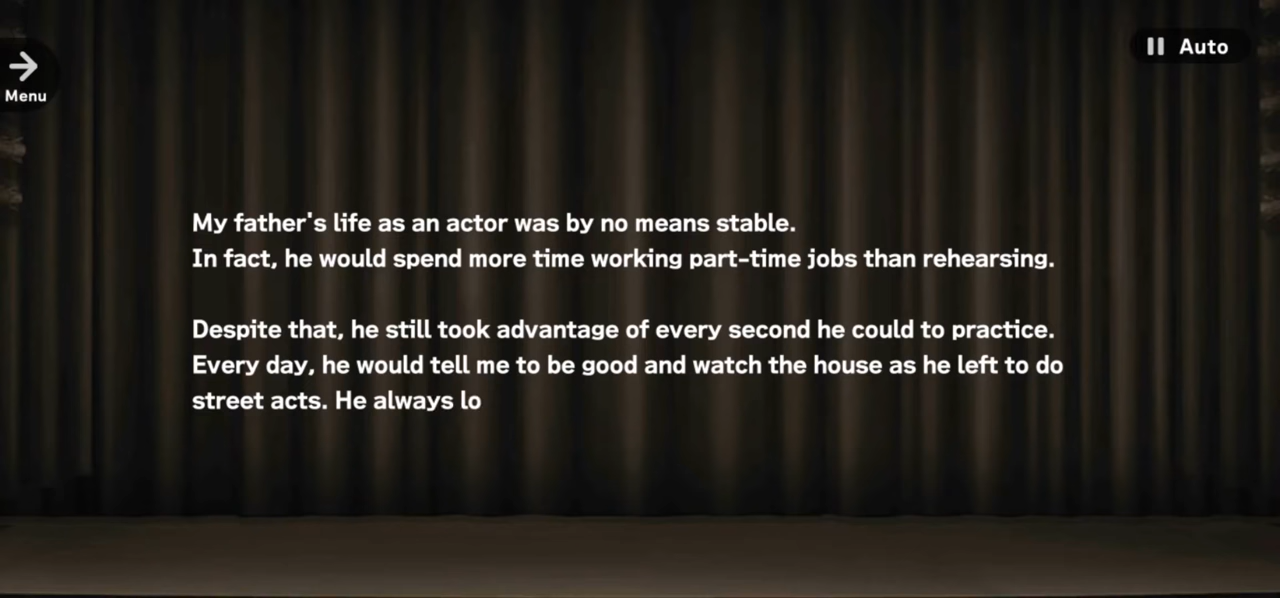 Auto
Menu
My father's life as an actor was by no means stable.
In fact, he would spend more time working part-time jobs than rehearsing.
Despite that, he still took advantage of every second he could to practice.
Every day, he would tell me to be good and watch the house as he left to do
street acts. He always lo